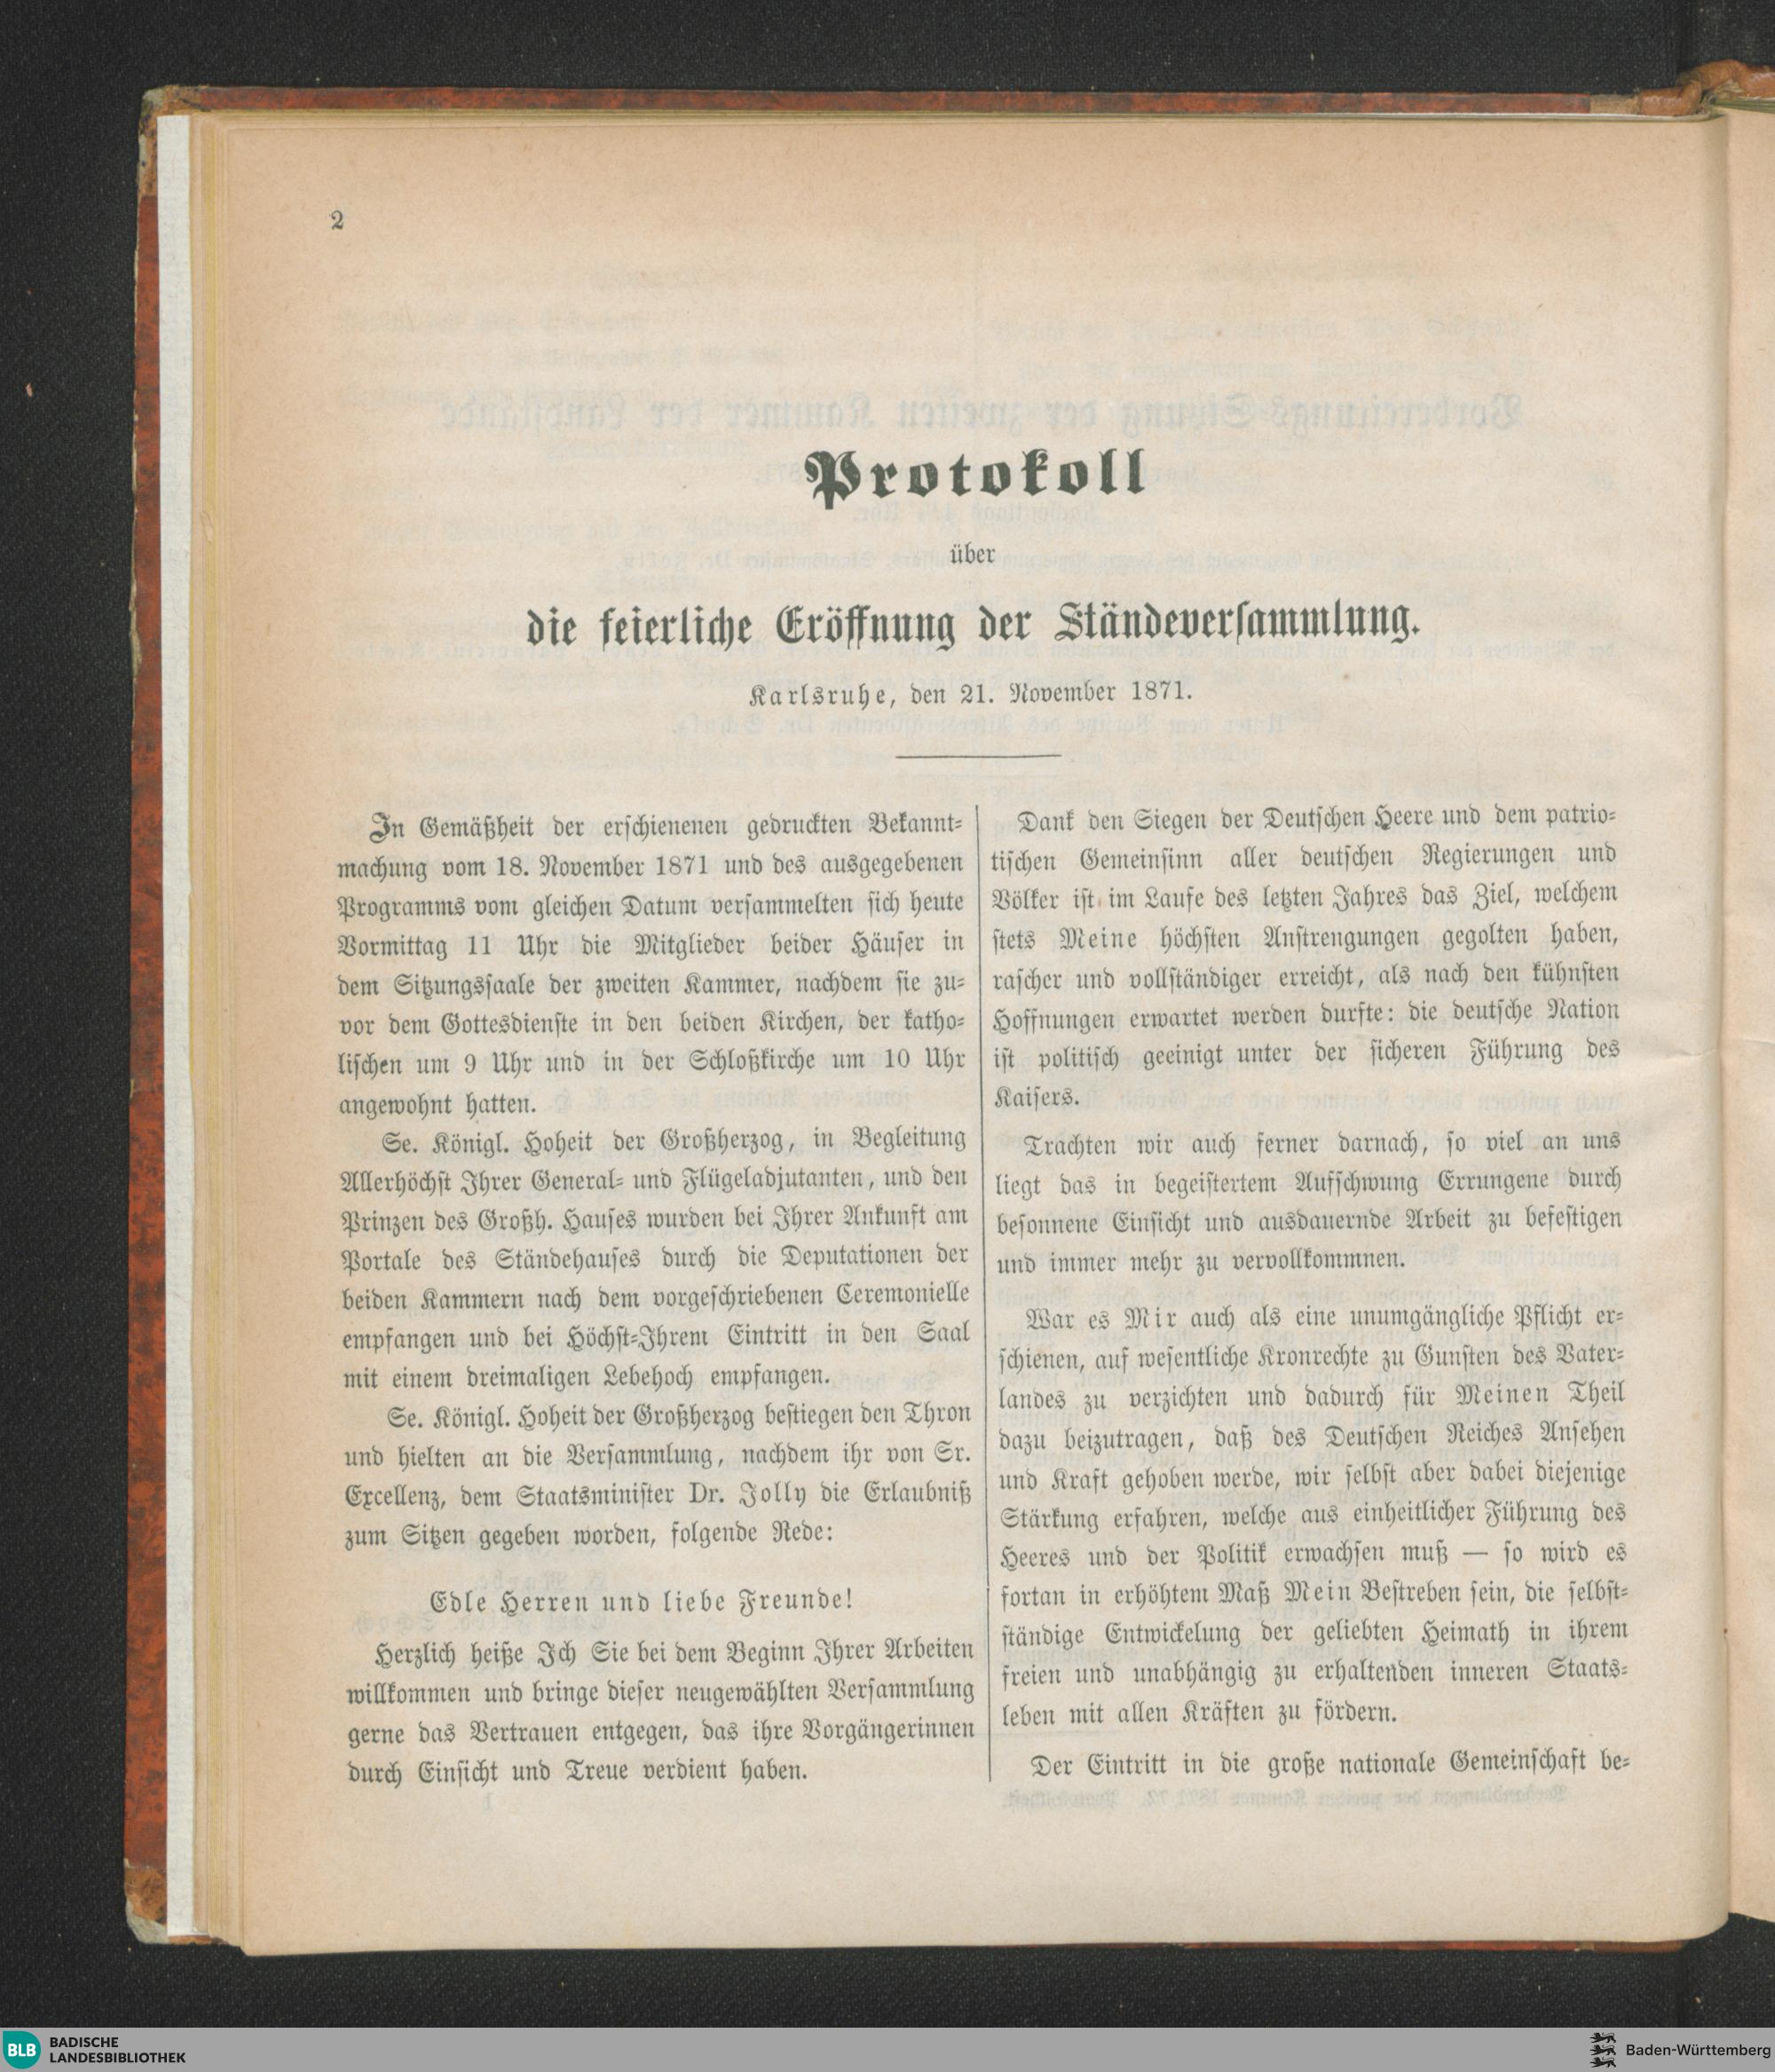 2
Protokoll
über
die feierliche Eröffnung der Ständeversammlung.
Karlsruhe, den 21. November 1871.
In Gemäßheit der erschienenen gedruckten Bekannt-
machung vom 18. November 1871 und des ausgegebenen
Programms vom gleichen Datum versammelten sich heute
Vormittag 11 Uhr die Mitglieder beider Häuser in
dem Sitzungssaale der zweiten Kammer, nachdem sie zu-
vor dem Gottesdienste in den beiden Kirchen, der katho-
lischen um 9 Uhr und in der Schloßkirche um 10 Uhr
angewohnt hatten.
Se. Königl. Hoheit der Großherzog, in Begleitung
Allerhöchst Ihrer General- und Flügeladjutanten, und den
Prinzen des Großh. Hauses wurden bei Ihrer Ankunft am
Portale des Ständehauses durch die Deputationen der
beiden Kammern nach dem vorgeschriebenen Ceremonielle
empfangen und bei Höchst-Ihrem Eintritt in den Saal
mit einem dreimaligen Lebehoch empfangen.
Se. Königl. Hoheit der Großherzog bestiegen den Thron
und hielten an die Versammlung, nachdem ihr von Sr.
Excellenz, dem Staatsminister Dr. Jolly die Erlaubniß
zum Sitzen gegeben worden, folgende Rede:
Edle Herren und liebe Freunde!
Herzlich heiße Ich Sie bei dem Beginn Ihrer Arbeiten
willkommen und bringe dieser neugewählten Versammlung
gerne das Vertrauen entgegen, das ihre Vorgängerinnen
durch Einsicht und Treue verdient haben.
Dank den Siegen der Deutschen Heere und dem patrio-
tischen Gemeinsinn aller deutschen Regierungen und
Völker ist im Laufe des letzten Jahres das Ziel, welchem
stets Meine höchsten Anstrengungen gegolten haben,
rascher und vollständiger erreicht, als nach den kühnsten
Hoffnungen erwartet werden durfte: die deutsche Nation
ist politisch geeinigt unter der sicheren Führung des
Kaisers.
Trachten wir auch ferner darnach, so viel an uns
liegt das in begeistertem Aufschwung Errungene durch
besonnene Einsicht und ausdauernde Arbeit zu befestigen
und immer mehr zu vervollkommnen.
War es Mir auch als eine unumgängliche Pflicht er-
schienen, auf wesentliche Kronrechte zu Gunsten des Vater-
landes zu verzichten und dadurch für Meinen Theil
dazu beizutragen, daß des Deutschen Reiches Ansehen
und Kraft gehoben werde, wir selbst aber dabei diejenige
Stärkung erfahren, welche aus einheitlicher Führung des
Heeres und der Politik erwachsen muß — so wird es
fortan in erhöhtem Maß Mein Bestreben sein, die selbst-
ständige Entwickelung der geliebten Heimath in ihrem
freien und unabhängig zu erhaltenden inneren Staats-
leben mit allen Kräften zu fördern.
Der Eintritt in die große nationale Gemeinschaft be-
BLB BADISCHE
LANDESBIBLIOTHEK
Baden-Württemberg